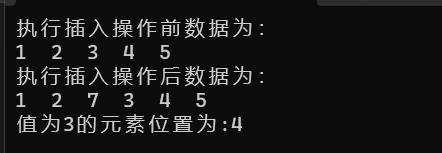 执行插入操作前数据为:
1 2 3 4 5
执行插入操作后数据为:
1 2 7 3 4 5
值为3的元素位置为:4